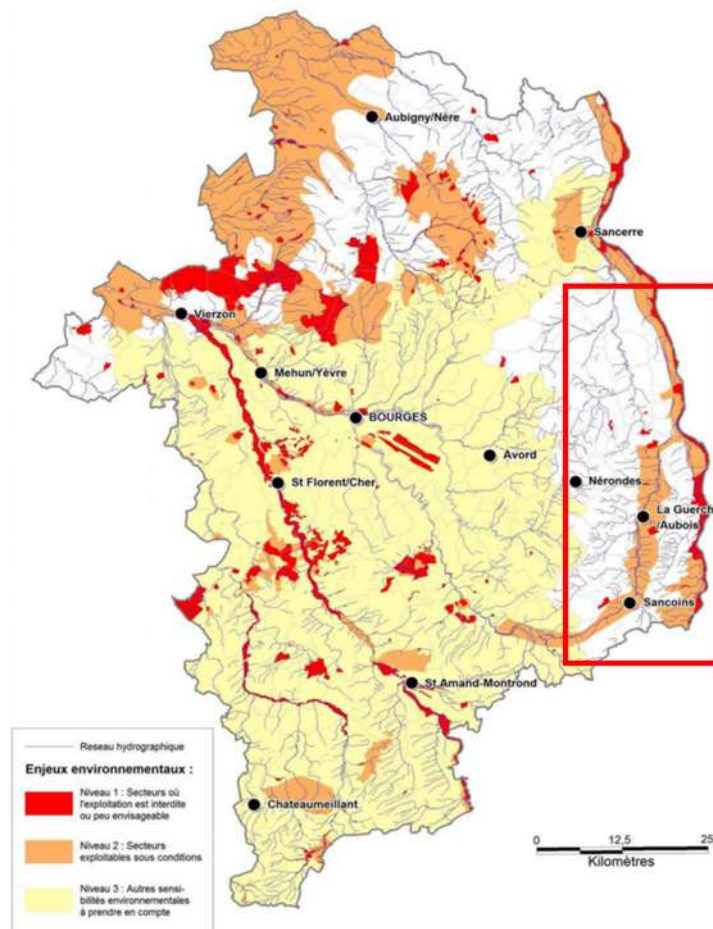 Aubigny/Nère
Sancerre
Vierzon
Mehun/Yèvre
BOURGES
Avord
St Florent/Cher
Nérondes
La Guerch
/Aubois
Sancoins
St Amand-Montrond
Chateaumeillant
Reseau hydrographique
Enjeux environnementaux :
Niveau 1 : Secteurs où
l'exploitation est interdite
ou peu envisageable
Niveau 2 : Secteurs
exploitables sous conditions
Niveau 3 : Autres sensi-
bilités environnementales
à prendre en compte
0 12,5 25
Kilomètres